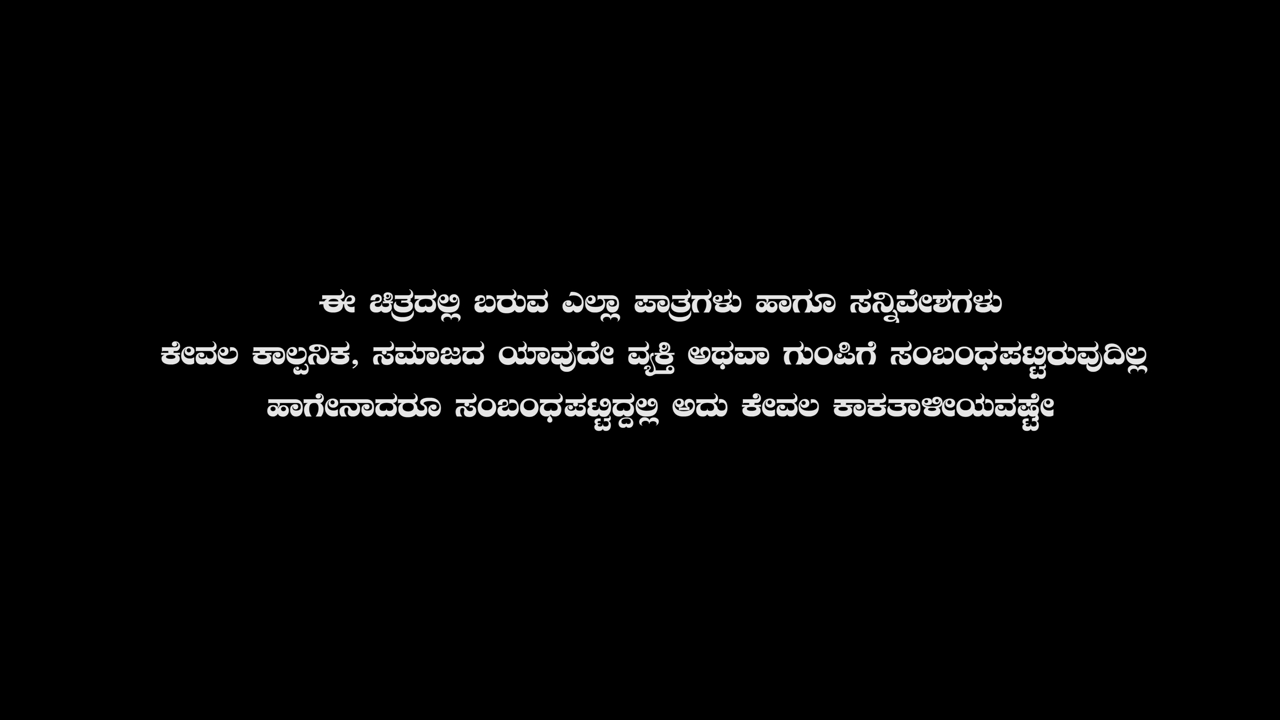 ಈ ಚಿತ್ರದಲ್ಲಿ ಬರುವ ಎಲ್ಲಾ ಪಾತ್ರಗಳು ಹಾಗೂ ಸನ್ನಿವೇಶಗಳು
ಕೇವಲ ಕಾಲ್ಪನಿಕ, ಸಮಾಜದ ಯಾವುದೇ ವ್ಯಕ್ತಿ ಅಥವಾ ಗುಂಪಿಗೆ ಸಂಬಂಧಪಟ್ಟಿರುವುದಿಲ್ಲ
ಹಾಗೇನಾದರೂ ಸಂಬಂಧಪಟ್ಟಿದ್ದಲ್ಲಿ ಅದು ಕೇವಲ ಕಾಕತಾಳೀಯವಷ್ಟೇ